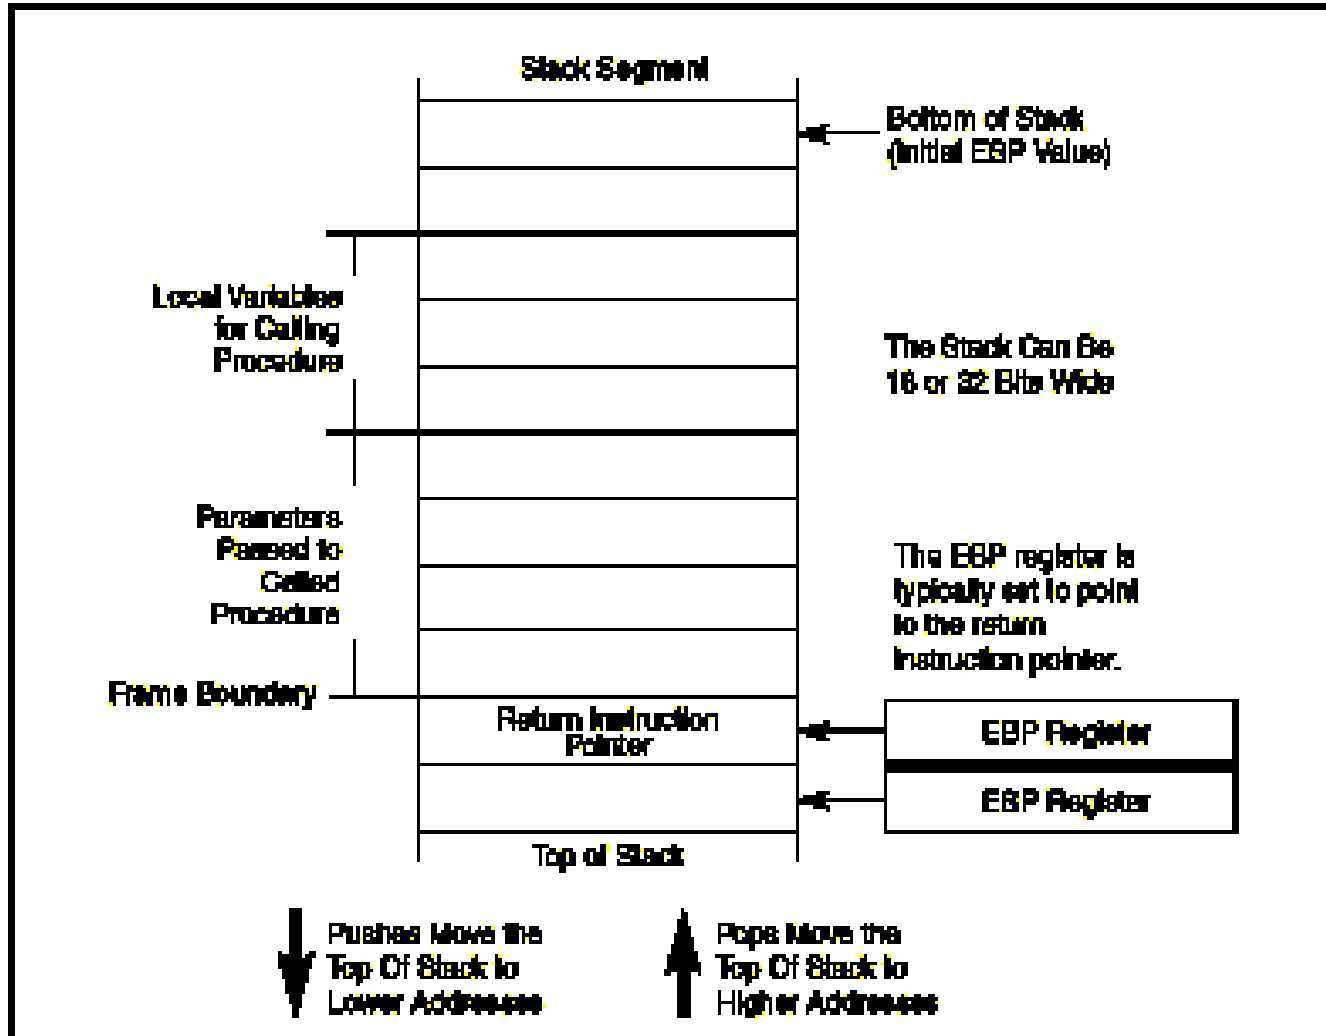 Stack Segment
Bottom of Stack
(Initial ESP Value)
Local Variables
for Calling
Procedure
The Stack Can Be
16 or 32 Bits Wide
Parameters
Passed to
Called
Procedure
The EBP register is
typically set to point
to the return
instruction pointer.
Frame Boundary
Return Instruction
Pointer
EBP Register
ESP Register
Top of Stack
Pushes Move the
Top Of Stack to
Lower Addresses
Pops Move the
Top Of Stack to
Higher Addresses